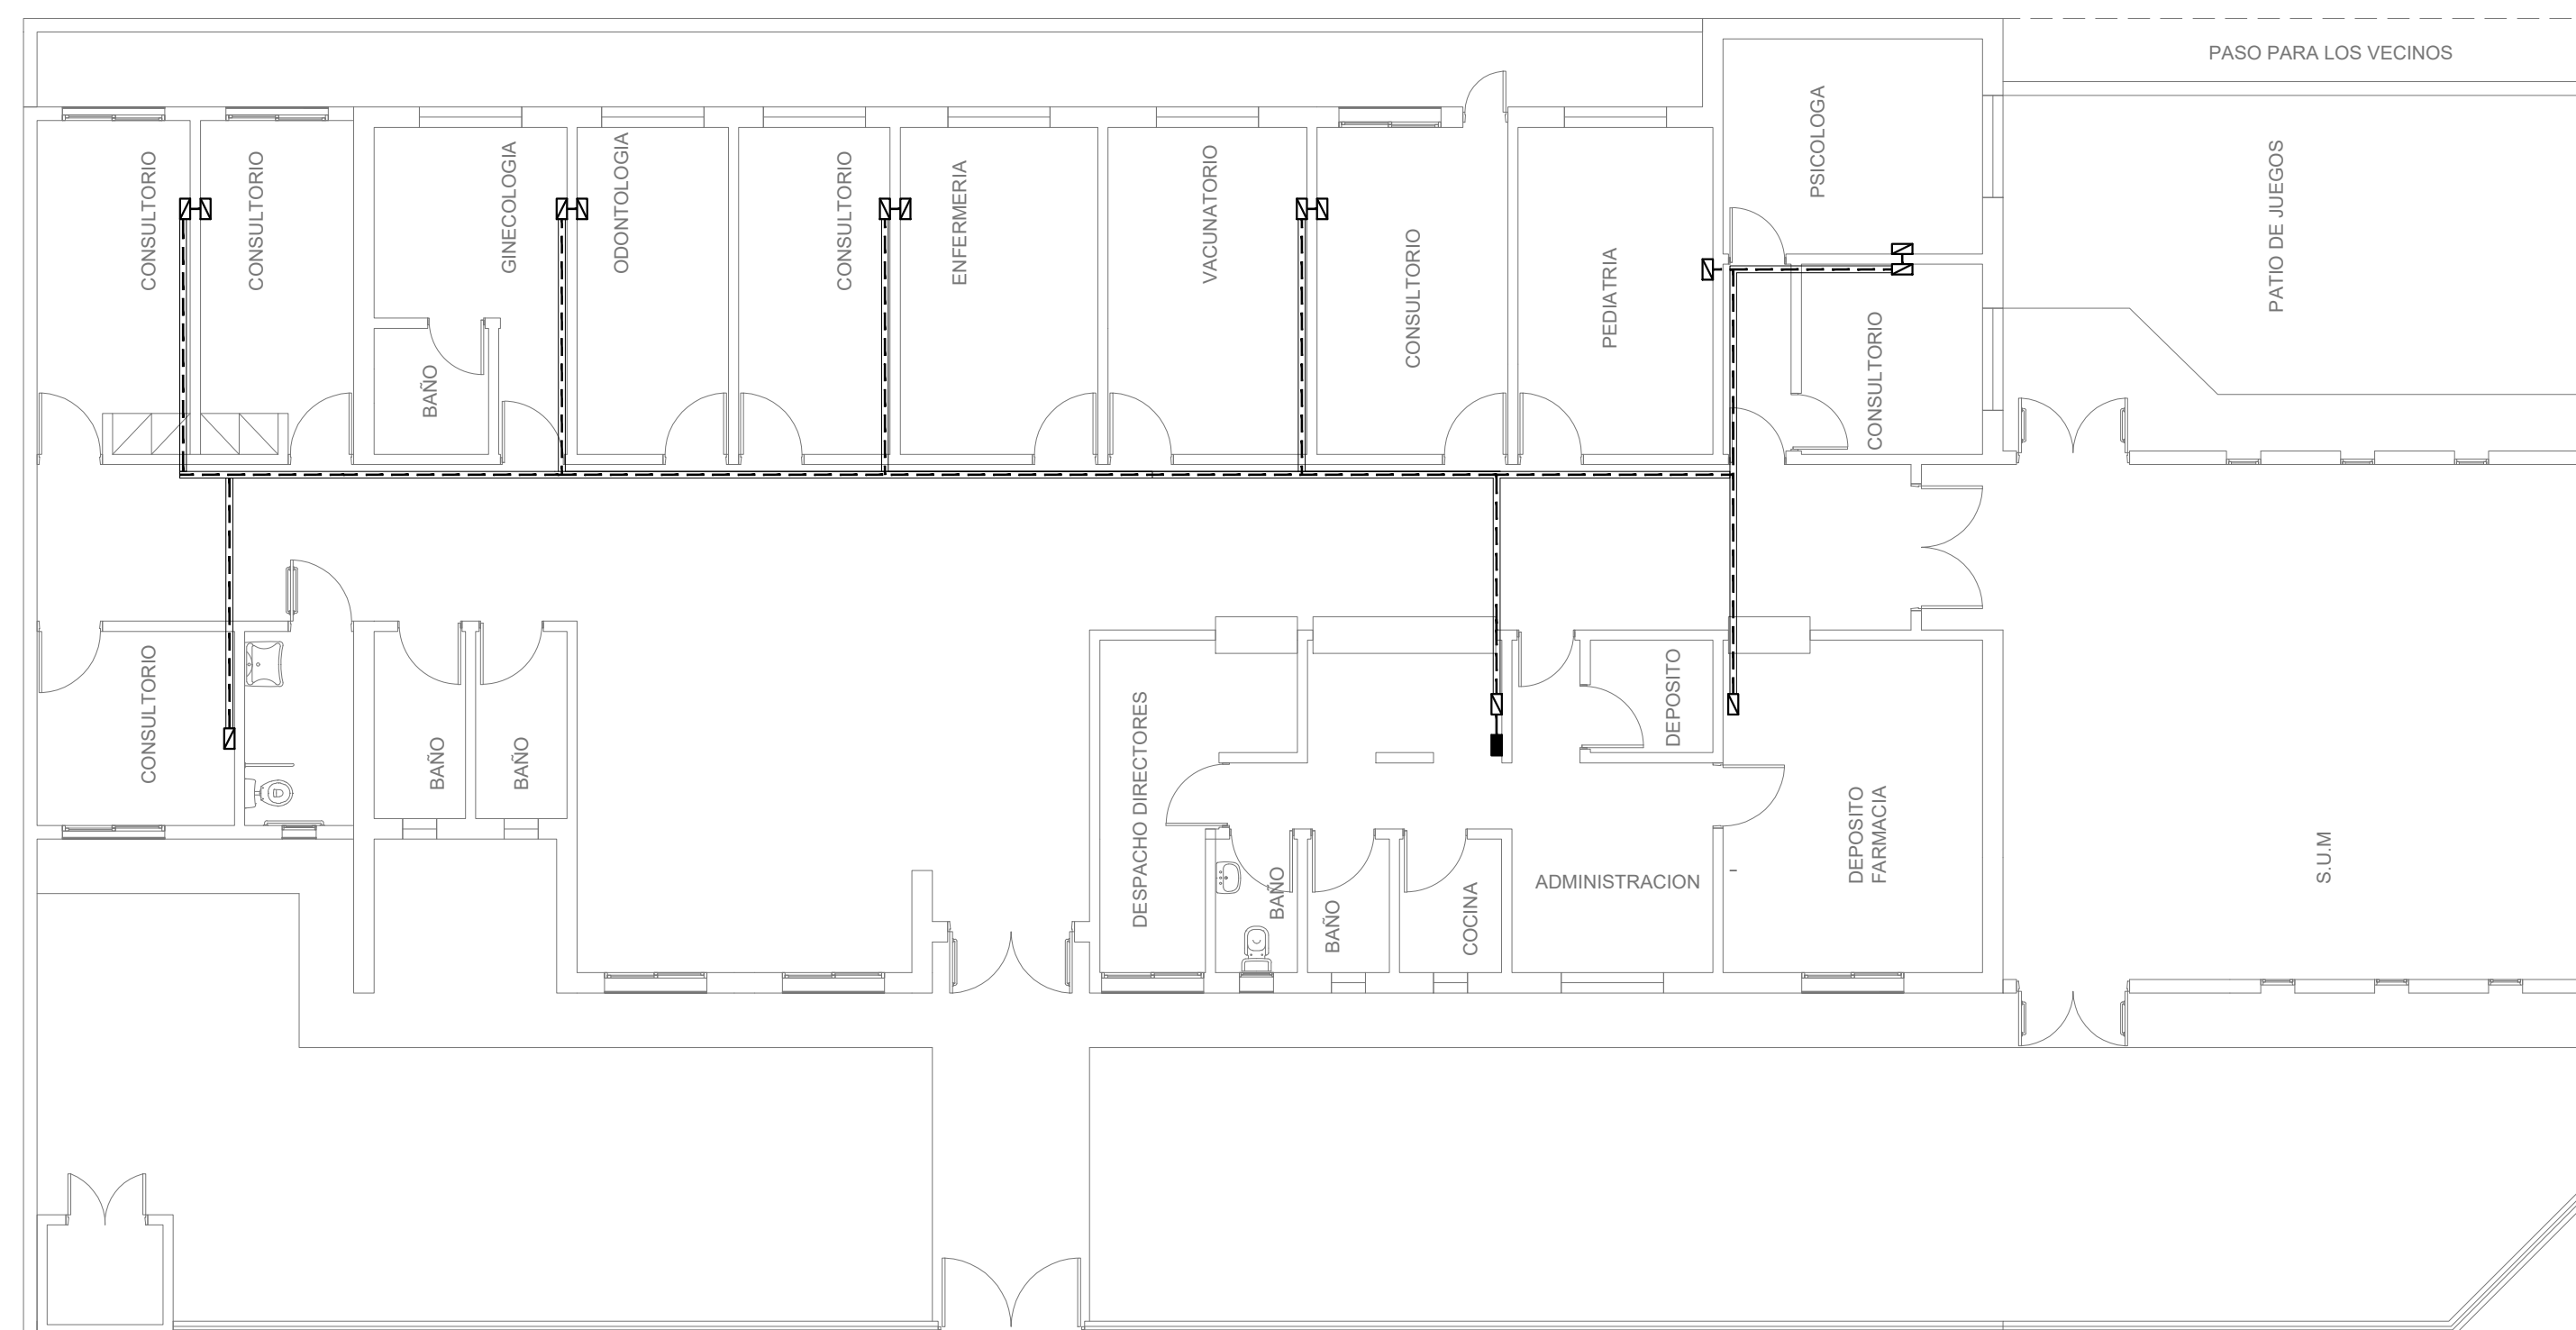 PASO PARA LOS VECINOS
CONSULTORIO
CONSULTORIO
GINECOLOGIA
ODONTOLOGIA
CONSULTORIO
ENFERMERIA
VACUNATORIO
CONSULTORIO
PEDIATRIA
PSICOLOGA
PATIO DE JUEGOS
BAÑO
CONSULTORIO
CONSULTORIO
BAÑO
BAÑO
DESPACHO DIRECTORES
DEPOSITO
BAÑO
BAÑO
COCINA
ADMINISTRACION
DEPOSITO
FARMACIA
S.U.M